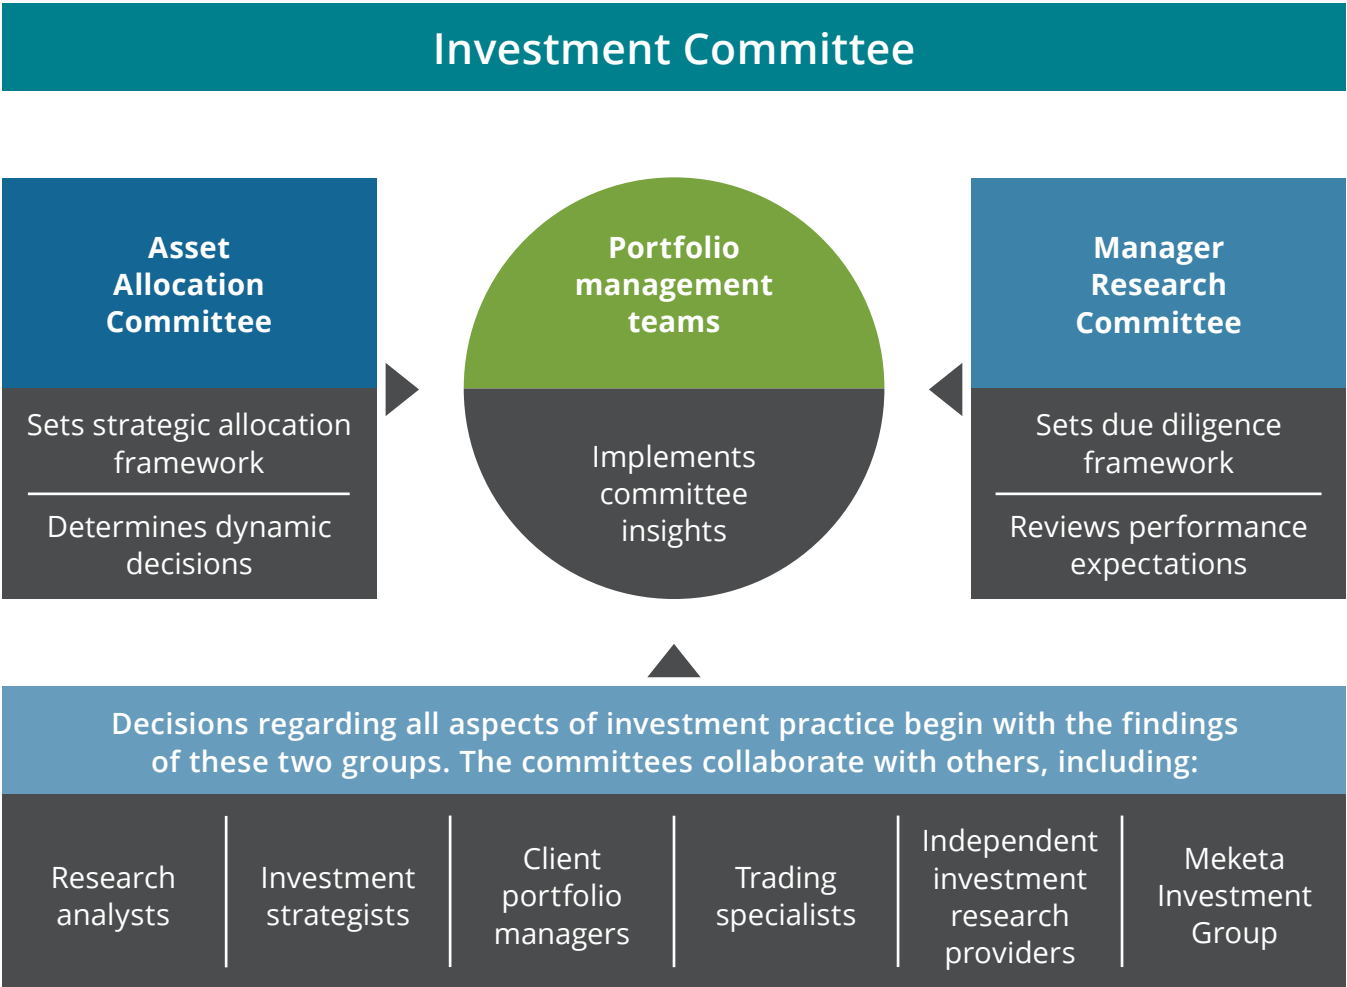 Investment Committee
Asset
Allocation
Committee
Sets strategic allocation
framework
Determines dynamic
decisions
Portfolio
management
teams
Implements
committee
insights
Manager
Research
Committee
Sets due diligence
framework
Reviews performance
expectations
Decisions regarding all aspects of investment practice begin with the findings
of these two groups. The committees collaborate with others, including:
Research
analysts
Investment
strategists
Client
portfolio
managers
Trading
specialists
Independent
investment
research
providers
Meketa
Investment
Group